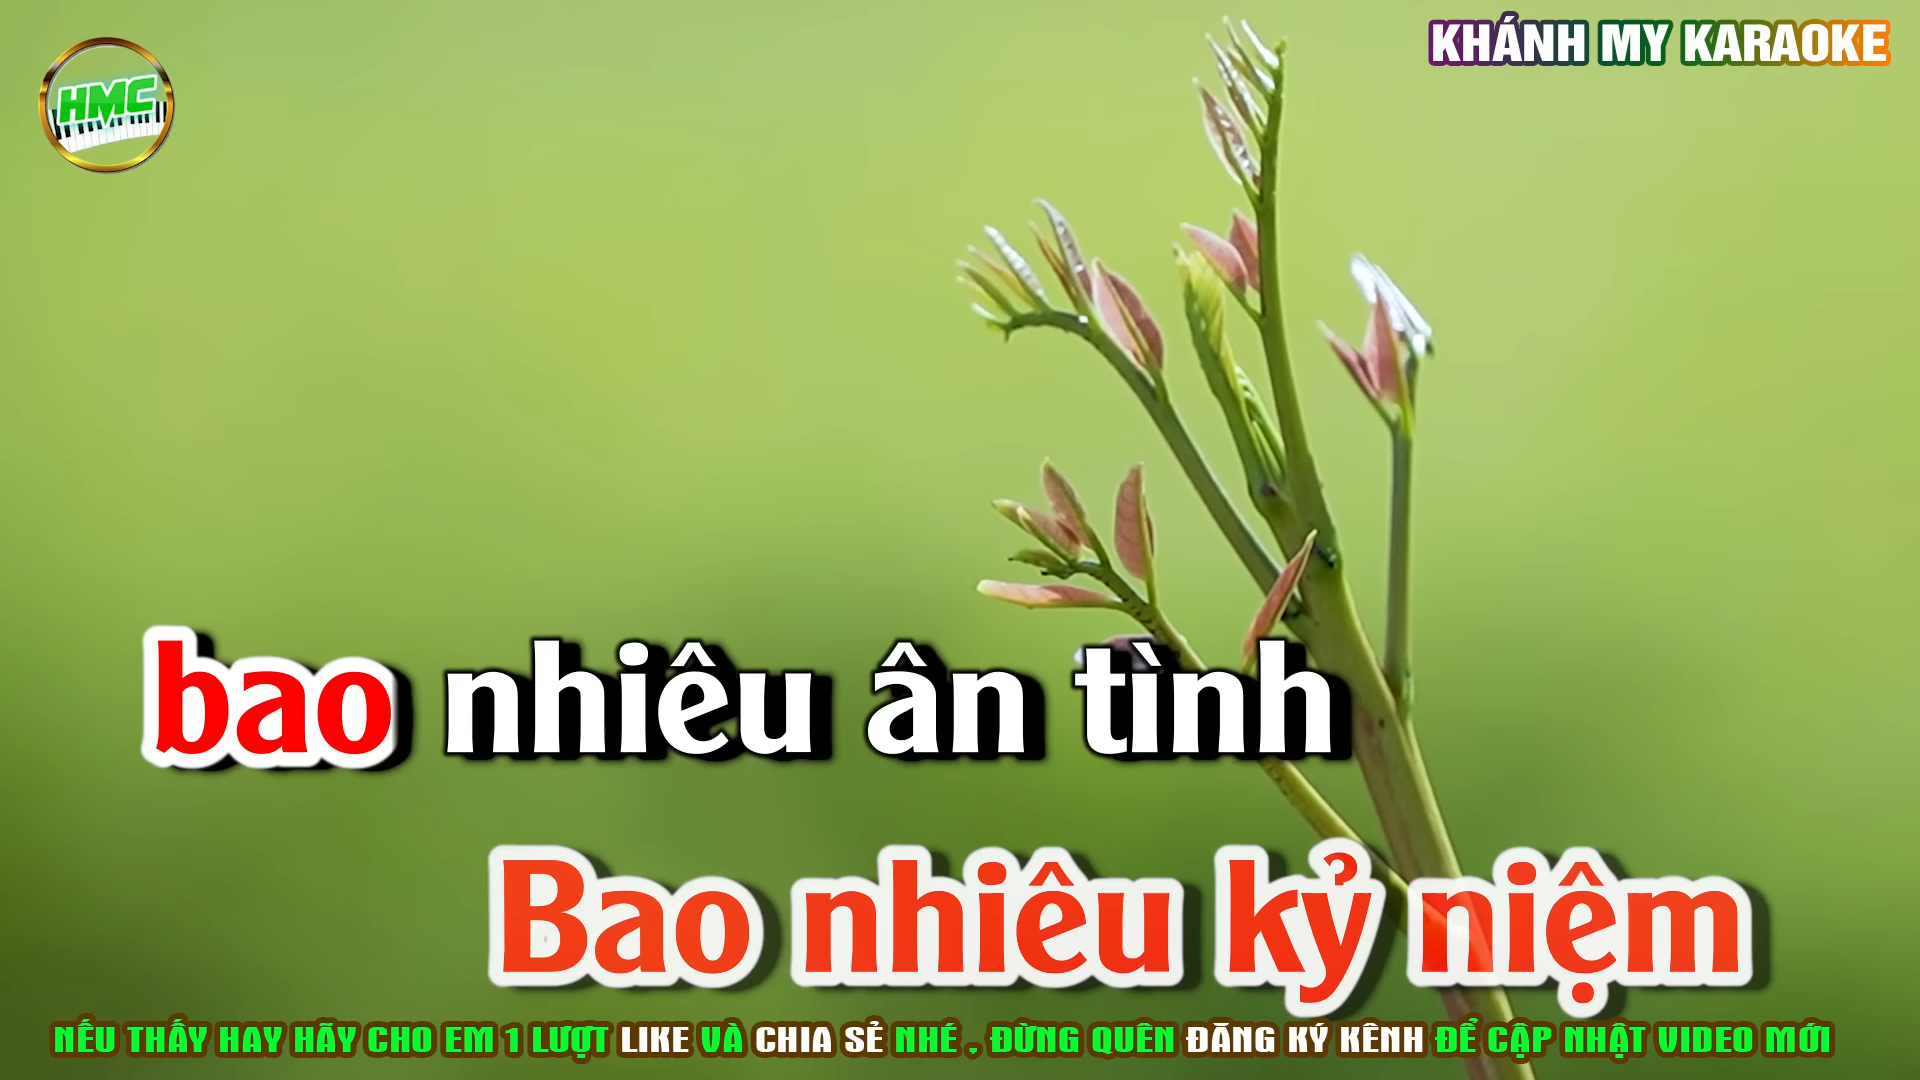 KHÁNH MY KARAOKE
HMC
bao nhiêu ân tình
Bao nhiêu kỷ niệm
NẾU THẤY HAY HÃY CHO EM 1 LƯỢT LIKE VÀ CHIA SẺ NHÉ , ĐỪNG QUÊN ĐĂNG KÝ KÊNH ĐỂ CẬP NHẬT VIDEO MỚI